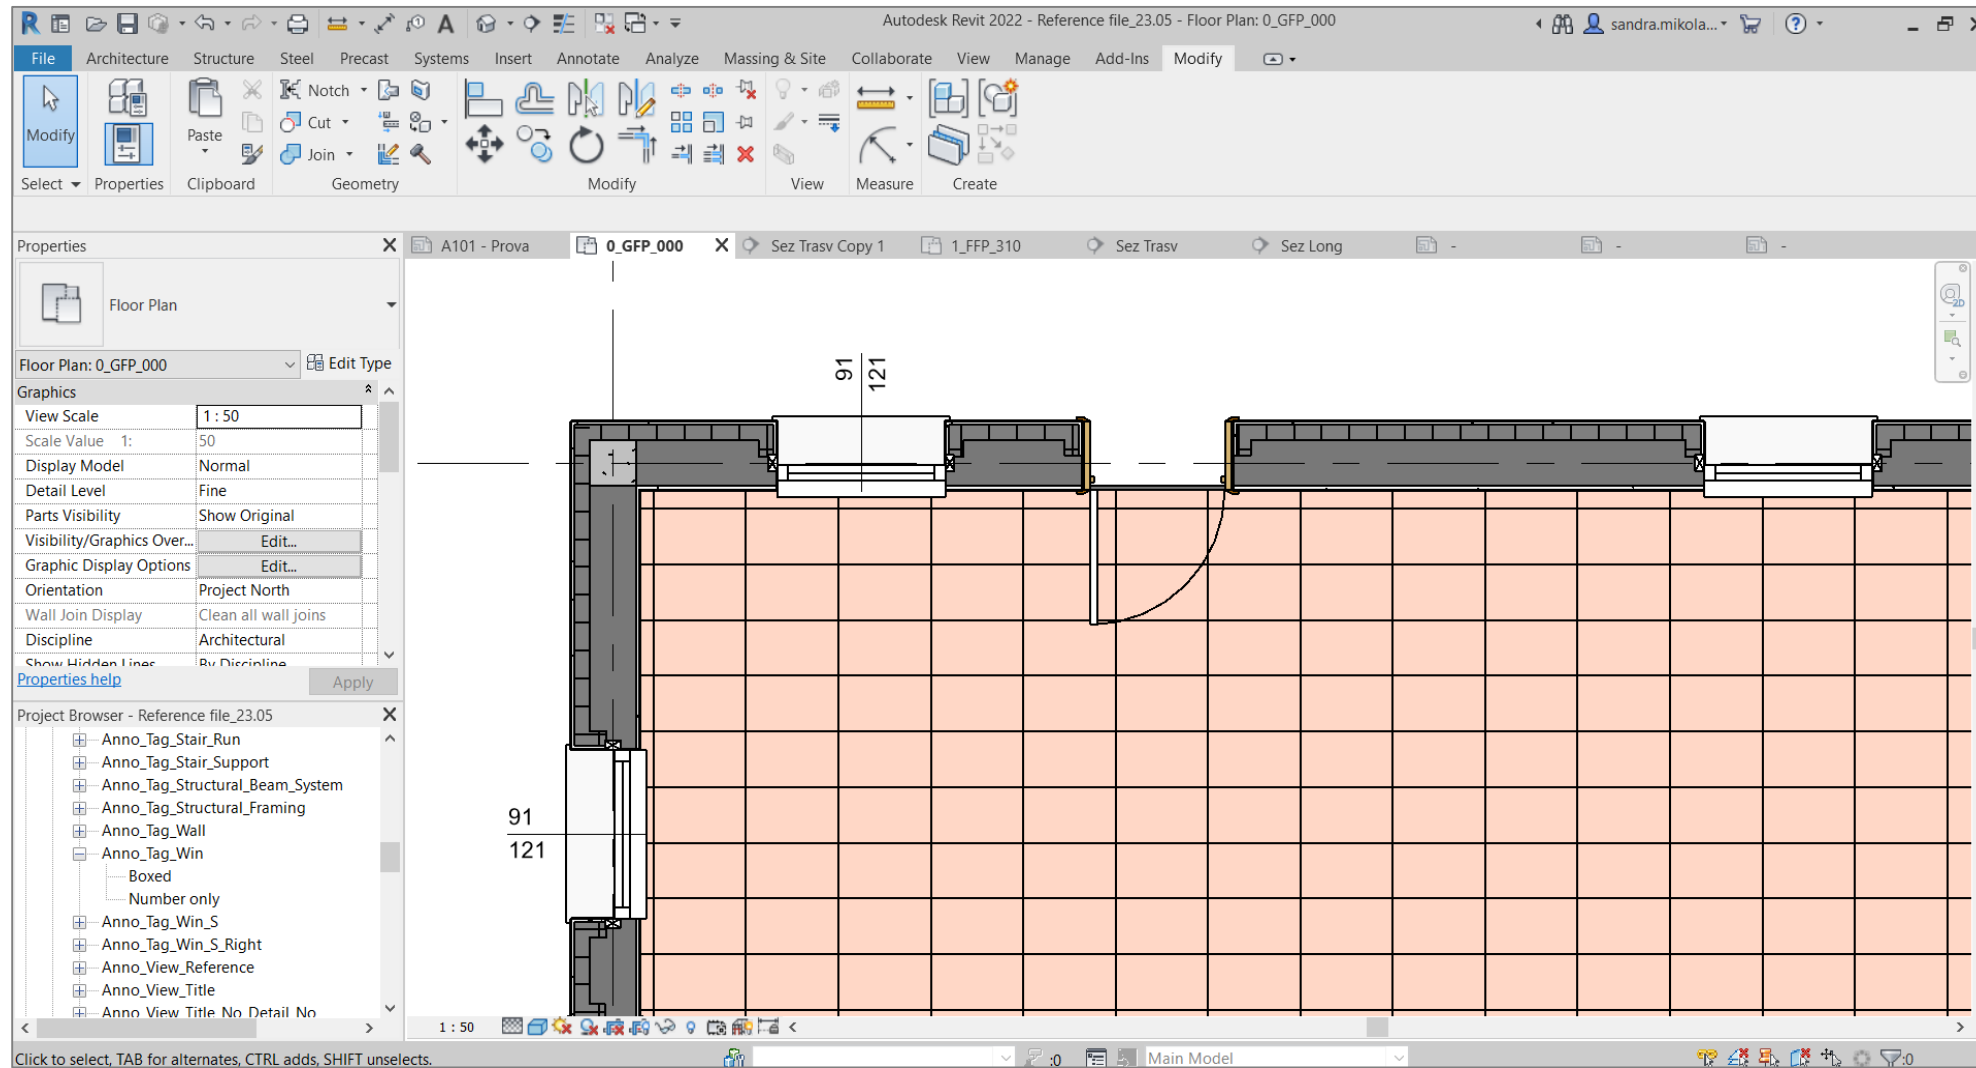 Autodesk Revit 2022 - Reference file_23.05 - Floor Plan: 0_GFP_000
sandra.mikola...
File Architecture Structure Steel Precast Systems Insert Annotate Analyze Massing & Site Collaborate View Manage Add-Ins Modify
Modify
Paste
Notch
Cut
Join
Select Properties Clipboard Geometry Modify View Measure Create
Properties
A101 - Prova 0_GFP_000 Sez Trasv Copy 1 1_FFP_310 Sez Trasv Sez Long - - -
Floor Plan
Floor Plan: 0_GFP_000 Edit Type
Graphics
View Scale 1 : 50
Scale Value 1: 50
Display Model Normal
Detail Level Fine
Parts Visibility Show Original
Visibility/Graphics Over... Edit...
Graphic Display Options Edit...
Orientation Project North
Wall Join Display Clean all wall joins
Discipline Architectural
Show Hidden Lines By Discipline
Properties help Apply
Project Browser - Reference file_23.05
Anno_Tag_Stair_Run
Anno_Tag_Stair_Support
Anno_Tag_Structural_Beam_System
Anno_Tag_Structural_Framing
Anno_Tag_Wall
Anno_Tag_Win
Boxed
Number only
Anno_Tag_Win_S
Anno_Tag_Win_S_Right
Anno_View_Reference
Anno_View_Title
Anno_View_Title_No_Detail_No
91
121
91
121
2D
1 : 50
Click to select, TAB for alternates, CTRL adds, SHIFT unselects.
:0
Main Model
:0